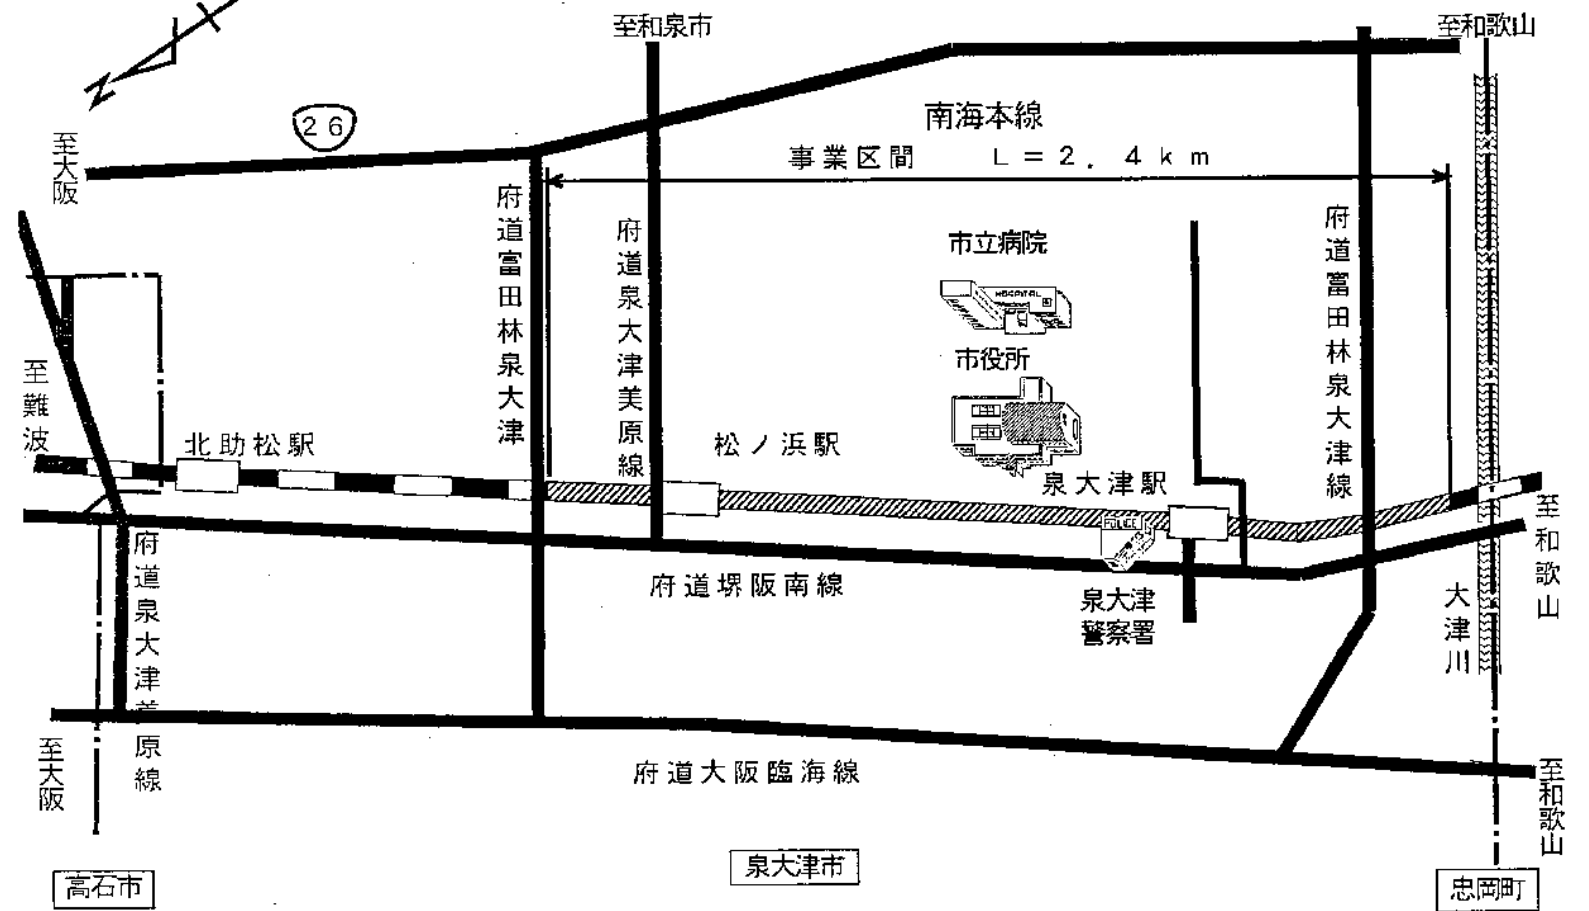 至和泉市
至和歌山
N
26
南海本線
事業区間 L=2.4km
至大阪
府道富田林泉大津
府道泉大津美原線
市立病院
HOSPITAL
府道富田林泉大津線
市役所
至難波
北助松駅
松ノ浜駅
泉大津駅
POLICE
至和歌山
府道泉大津美原線
府道堺阪南線
泉大津
警察署
大津川
至大阪
府道大阪臨海線
至和歌山
高石市
泉大津市
忠岡町